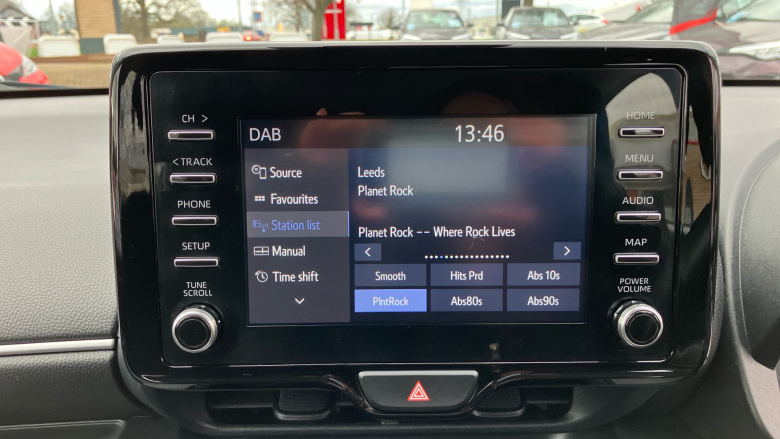 CH >
< TRACK
PHONE
SETUP
TUNE
SCROLL
DAB
13:46
Source
Favourites
Station list
Manual
Time shift
Leeds
Planet Rock
Planet Rock -- Where Rock Lives
< >
Smooth Hits Prd Abs 10s
PlntRock Abs80s Abs90s
HOME
MENU
AUDIO
MAP
POWER
VOLUME